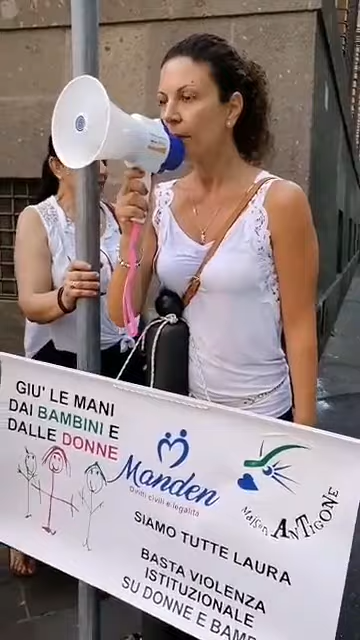 GIU' LE MANI
DAI BAMBINI E
DALLE DONNE
Manden
Diritti civili e legalità
Maison
ANTIGONE
SIAMO TUTTE LAURA
BASTA VIOLENZA
ISTITUZIONALE
SU DONNE E BAMB